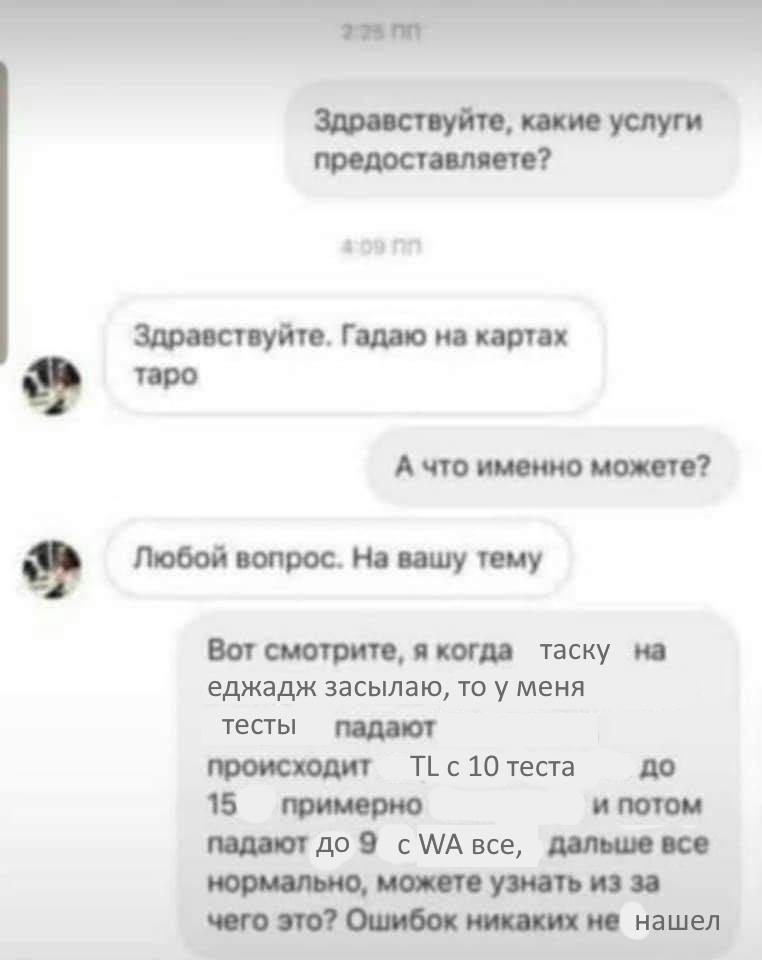 2:25 ПП
Здравствуйте, какие услуги
предоставляете?
4:09 ПП
Здравствуйте. Гадаю на картах
таро
А что именно можете?
Любой вопрос. На вашу тему
Вот смотрите, я когда таску на
еджадж засылаю, то у меня
тесты падают
происходит TL с 10 теста до
15 примерно и потом
падают до 9 с WA все, дальше все
нормально, можете узнать из за
чего это? Ошибок никаких не нашел